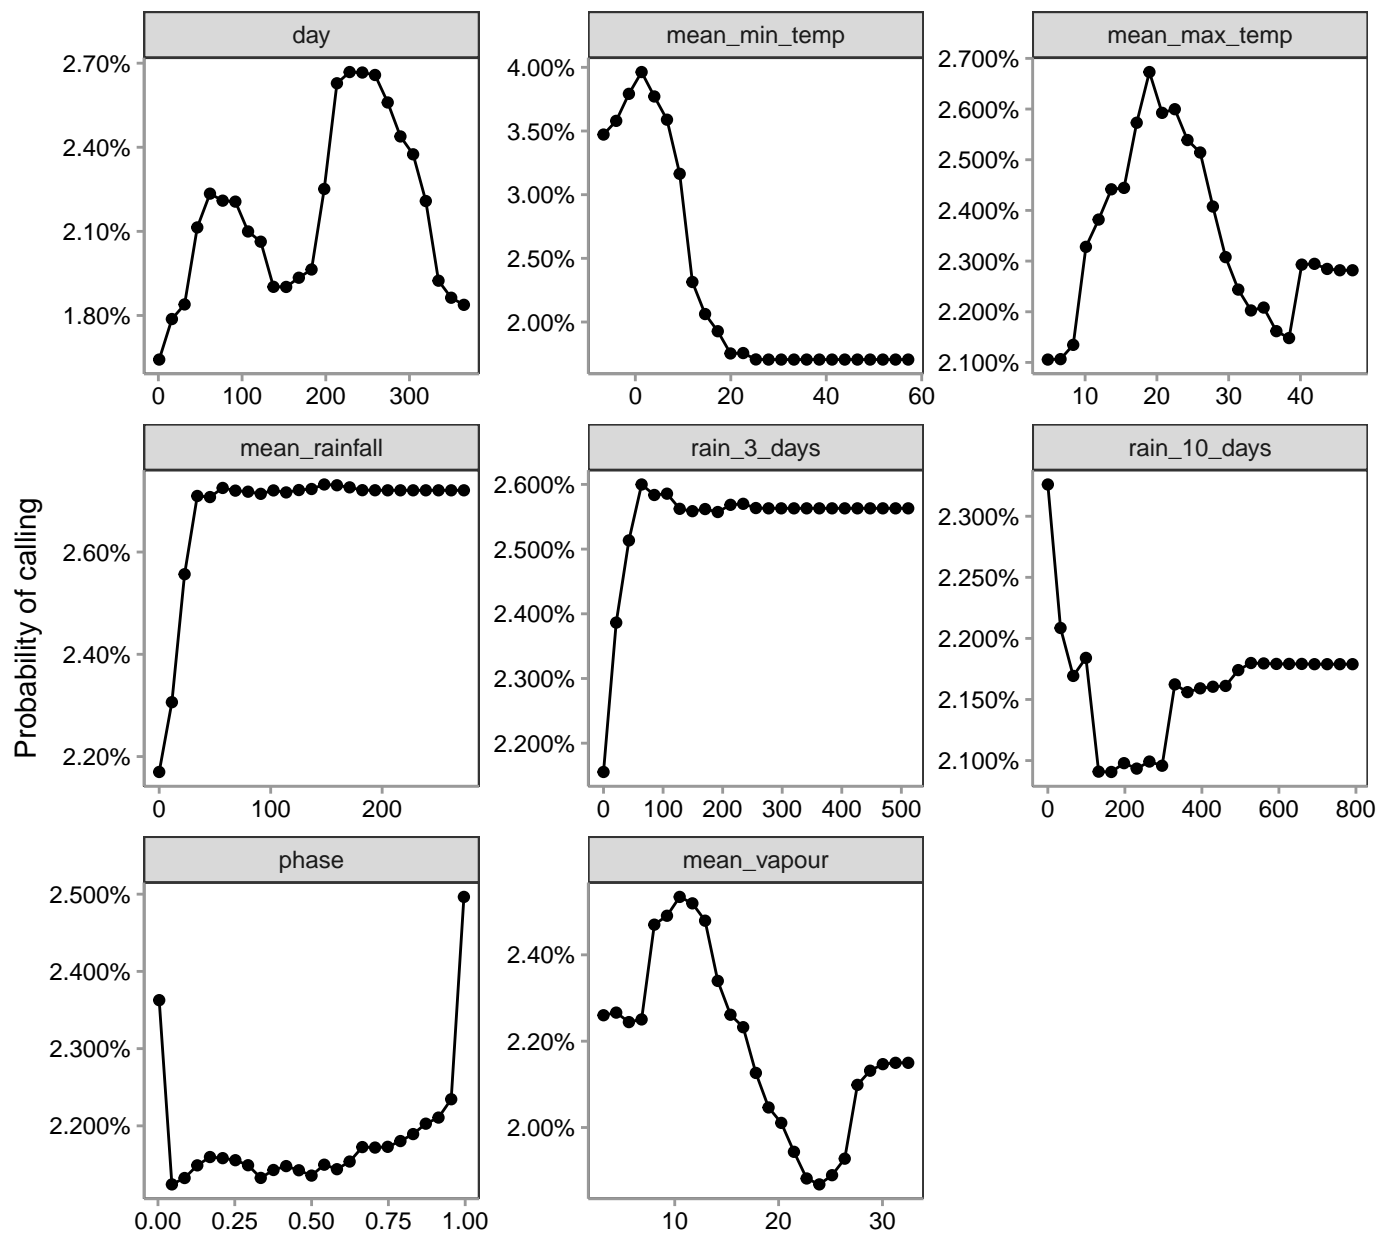 day
mean_min_temp
mean_max_temp
2.70%
2.40%
2.10%
1.80%
0 100 200 300
4.00%
3.50%
3.00%
2.50%
2.00%
0 20 40 60
2.700%
2.600%
2.500%
2.400%
2.300%
2.200%
2.100%
10 20 30 40
Probability of calling
mean_rainfall
rain_3_days
rain_10_days
2.60%
2.40%
2.20%
0 100 200
2.600%
2.500%
2.400%
2.300%
2.200%
0 100 200 300 400 500
2.300%
2.250%
2.200%
2.150%
2.100%
0 200 400 600 800
phase
mean_vapour
2.500%
2.400%
2.300%
2.200%
0.00 0.25 0.50 0.75 1.00
2.40%
2.20%
2.00%
10 20 30